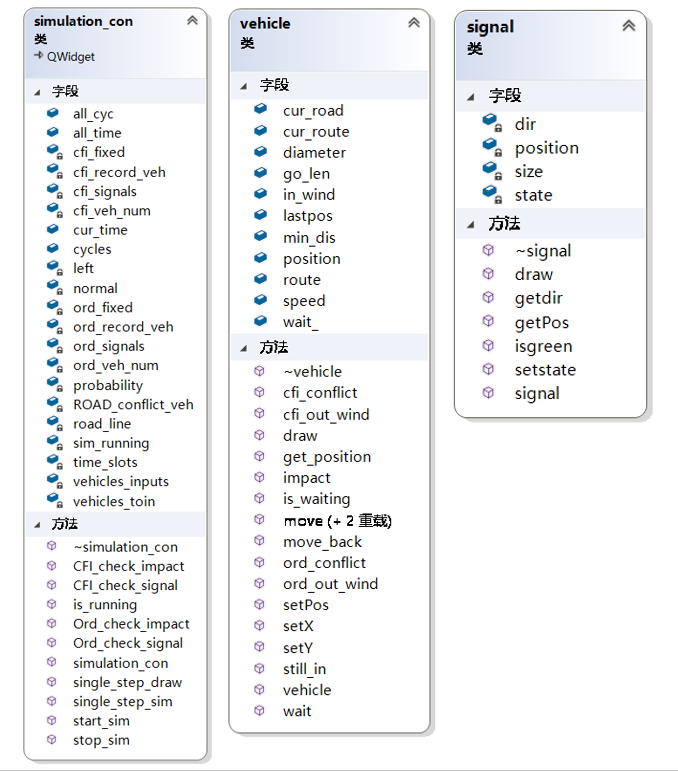 simulation_con
类
QWidget
字段
all_cyc
all_time
cfi_fixed
cfi_record_veh
cfi_signals
cfi_veh_num
cur_time
cycles
left
normal
ord_fixed
ord_record_veh
ord_signals
ord_veh_num
probability
ROAD_conflict_veh
road_line
sim_running
time_slots
vehicles_inputs
vehicles_toin
方法
~simulation_con
CFI_check_impact
CFI_check_signal
is_running
Ord_check_impact
Ord_check_signal
simulation_con
single_step_draw
single_step_sim
start_sim
stop_sim
vehicle
类
字段
cur_road
cur_route
diameter
go_len
in_wind
lastpos
min_dis
position
route
speed
wait_
方法
~vehicle
cfi_conflict
cfi_out_wind
draw
get_position
impact
is_waiting
move (+ 2 重载)
move_back
ord_conflict
ord_out_wind
setPos
setX
setY
still_in
vehicle
wait
signal
类
字段
dir
position
size
state
方法
~signal
draw
getdir
getPos
isgreen
setstate
signal